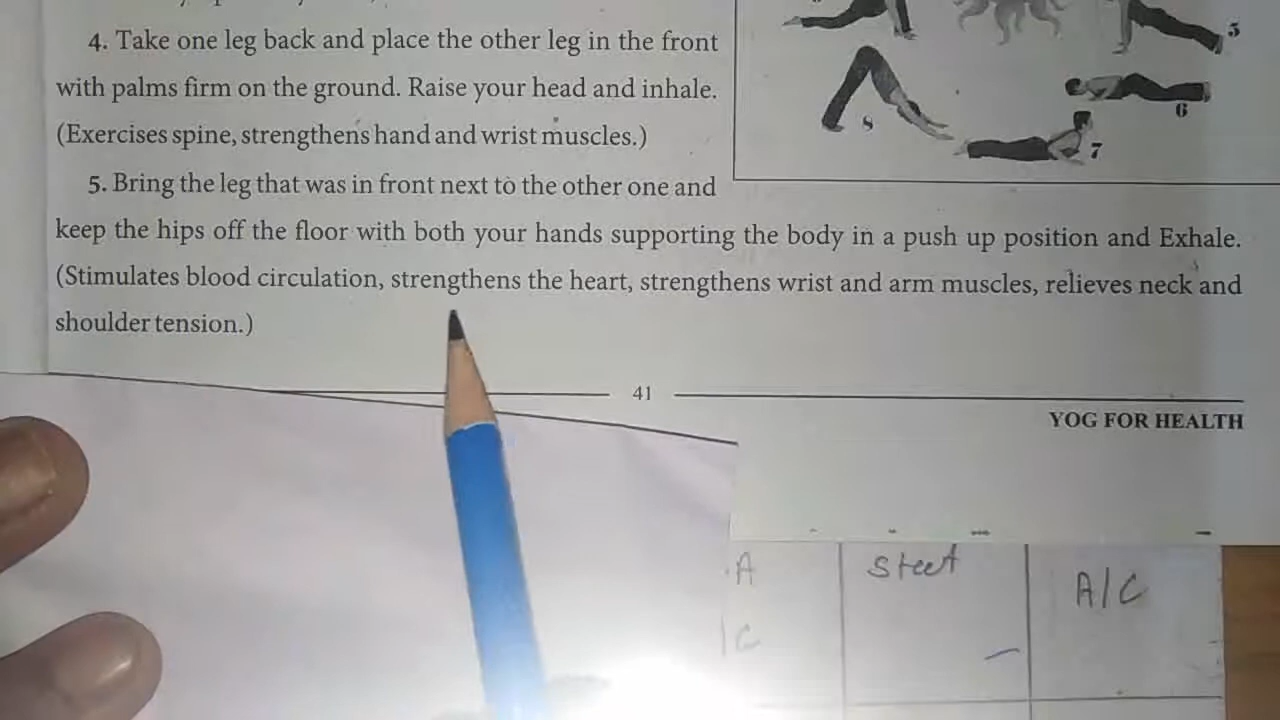 4. Take one leg back and place the other leg in the front
with palms firm on the ground. Raise your head and inhale.
(Exercises spine, strengthens hand and wrist muscles.)
5. Bring the leg that was in front next to the other one and
keep the hips off the floor with both your hands supporting the body in a push up position and Exhale.
(Stimulates blood circulation, strengthens the heart, strengthens wrist and arm muscles, relieves neck and
shoulder tension.)
5
6
8
7
41
YOG FOR HEALTH
A
A/C